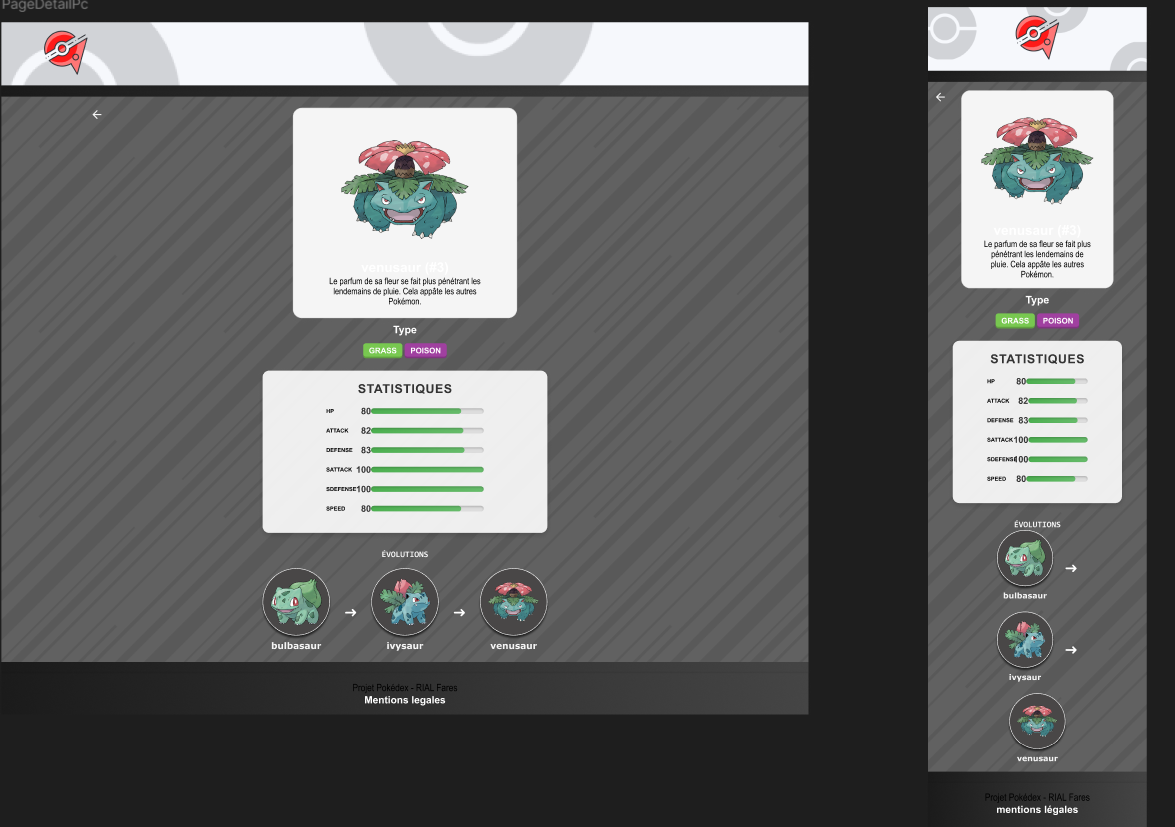 PageDetailPc
venusaur (#3)
Le parfum de sa fleur se fait plus pénétrant les
lendemains de pluie. Cela appâte les autres
Pokémon.
Type
GRASS POISON
STATISTIQUES
HP 80
ATTACK 82
DEFENSE 83
SATTACK 100
SDEFENSE 100
SPEED 80
ÉVOLUTIONS
→ →
bulbasaur ivysaur venusaur
Projet Pokédex - RIAL Fares
Mentions legales
venusaur (#3)
Le parfum de sa fleur se fait plus
pénétrant les lendemains de
pluie. Cela appâte les autres
Pokémon.
Type
GRASS POISON
STATISTIQUES
HP 80
ATTACK 82
DEFENSE 83
SATTACK 100
SDEFENSE 100
SPEED 80
ÉVOLUTIONS
→
bulbasaur
→
ivysaur
venusaur
Projet Pokédex - RIAL Fares
mentions légales